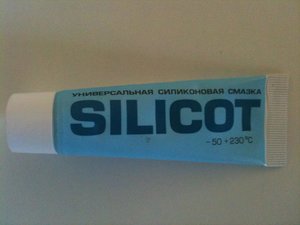 УНИВЕРСАЛЬНАЯ СИЛИКОНОВАЯ СМАЗКА
SILICOT
-50 +230°C